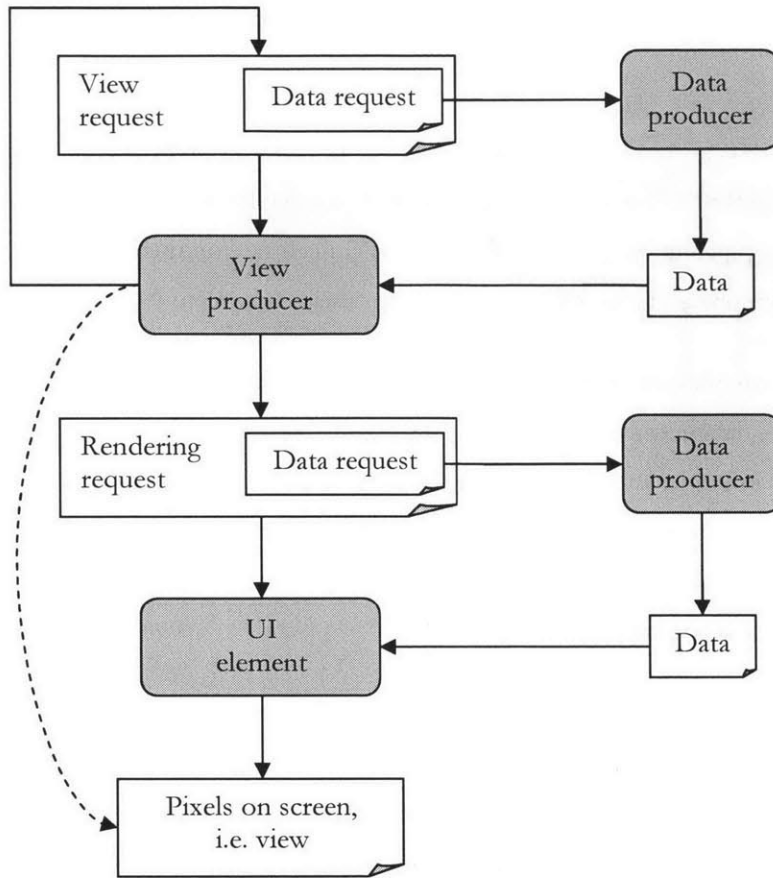 View
request
Data request
Data
producer
View
producer
Data
Rendering
request
Data request
Data
producer
UI
element
Data
Pixels on screen,
i.e. view